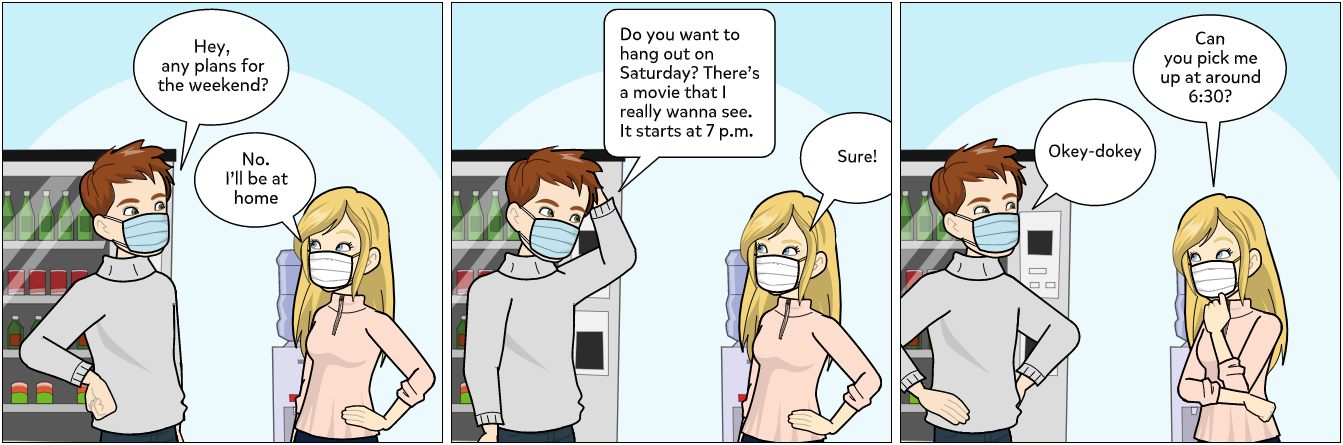 Hey,
any plans for
the weekend?
No.
I'll be at
home
Do you want to
hang out on
Saturday? There's
a movie that I
really wanna see.
It starts at 7 p.m.
Sure!
Can
you pick me
up at around
6:30?
Okey-dokey